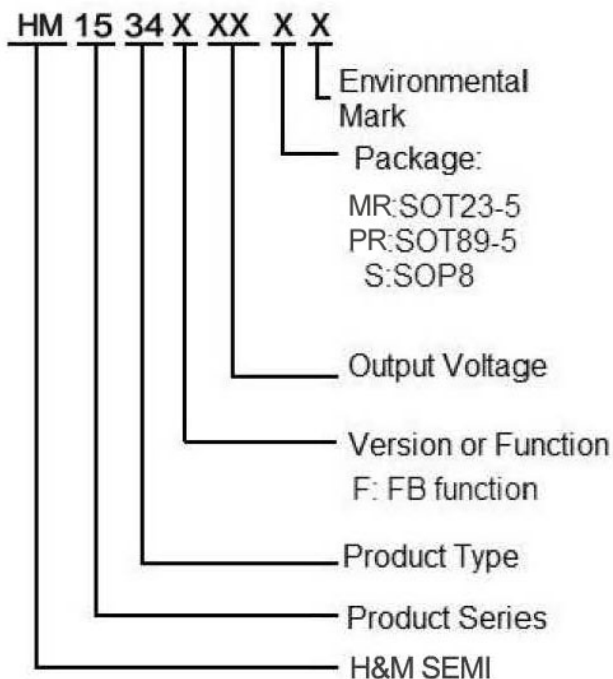 HM 15 34 X XX X X
Environmental
Mark
Package:
MR:SOT23-5
PR:SOT89-5
S:SOP8
Output Voltage
Version or Function
F: FB function
Product Type
Product Series
H&M SEMI